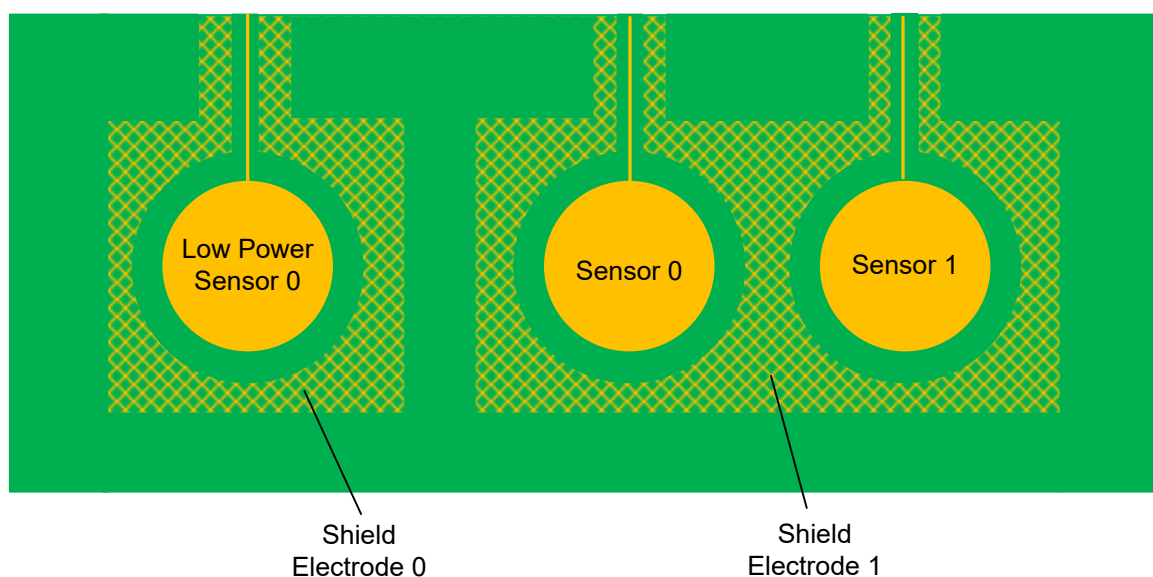 Low Power
Sensor 0
Sensor 0
Sensor 1
Shield
Electrode 0
Shield
Electrode 1